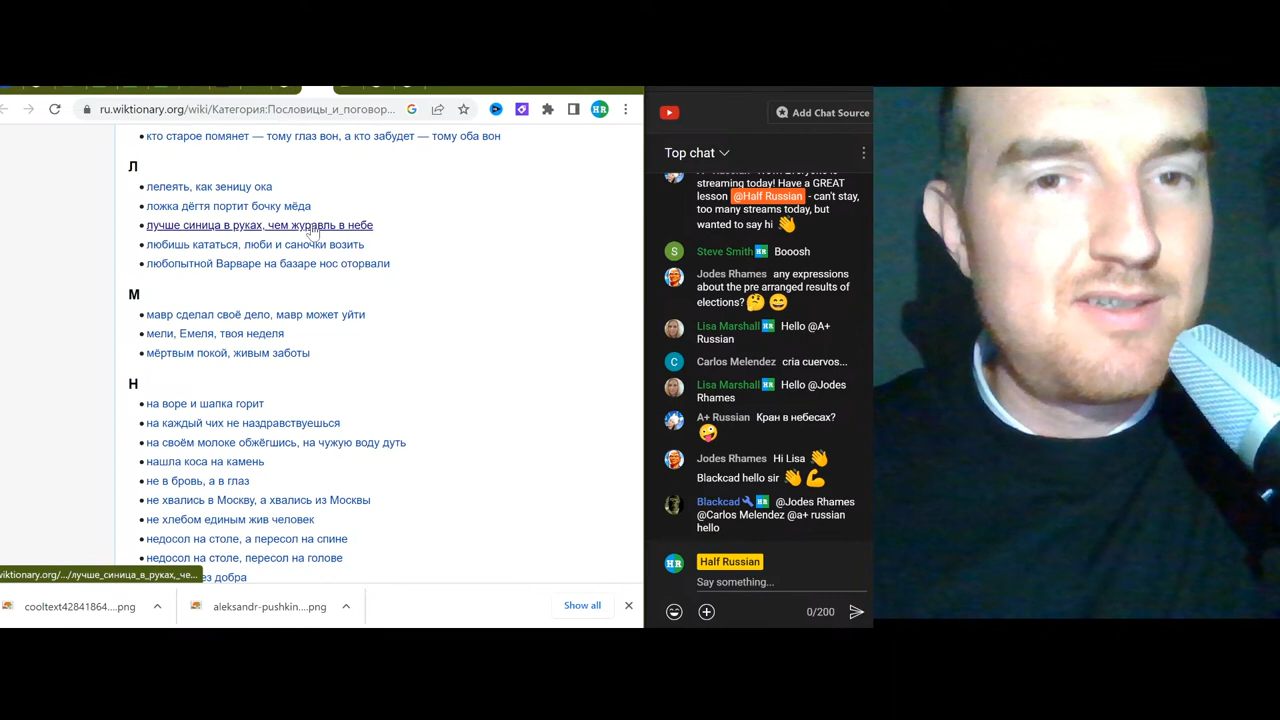 ru.wiktionary.org/wiki/Категория:Пословицы_и_поговор...
кто старое помянет — тому глаз вон, а кто забудет — тому оба вон
Л
лелеять, как зеницу ока
ложка дёгтя портит бочку мёда
лучше синица в руках, чем журавль в небе
любишь кататься, люби и саночки возить
любопытной Варваре на базаре нос оторвали
М
мавр сделал своё дело, мавр может уйти
мели, Емеля, твоя неделя
мёртвым покой, живым заботы
Н
на воре и шапка горит
на каждый чих не наздравствуешься
на своём молоке обжёгшись, на чужую воду дуть
нашла коса на камень
не в бровь, а в глаз
не хвались в Москву, а хвались из Москвы
не хлебом единым жив человек
недосол на столе, а пересол на спине
недосол на столе, пересол на голове
без добра
wiktionary.org/.../лучше_синица_в_руках,_че...
cooltext42841864....png
aleksandr-pushkin....png
Show all
Add Chat Source
Top chat
streaming today! Have a GREAT
lesson @Half Russian - can't stay,
too many streams today, but
wanted to say hi
S Steve Smith HR Booosh
Jodes Rhames any expressions
about the pre arranged results of
elections?
Lisa Marshall HR Hello @A+
Russian
C Carlos Melendez cria cuervos...
Lisa Marshall HR Hello @Jodes
Rhames
A+ Russian Кран в небесах?
Jodes Rhames Hi Lisa
Blackcad hello sir
Blackcad HR @Jodes Rhames
@Carlos Melendez @a+ russian
hello
HR Half Russian
Say something...
0/200